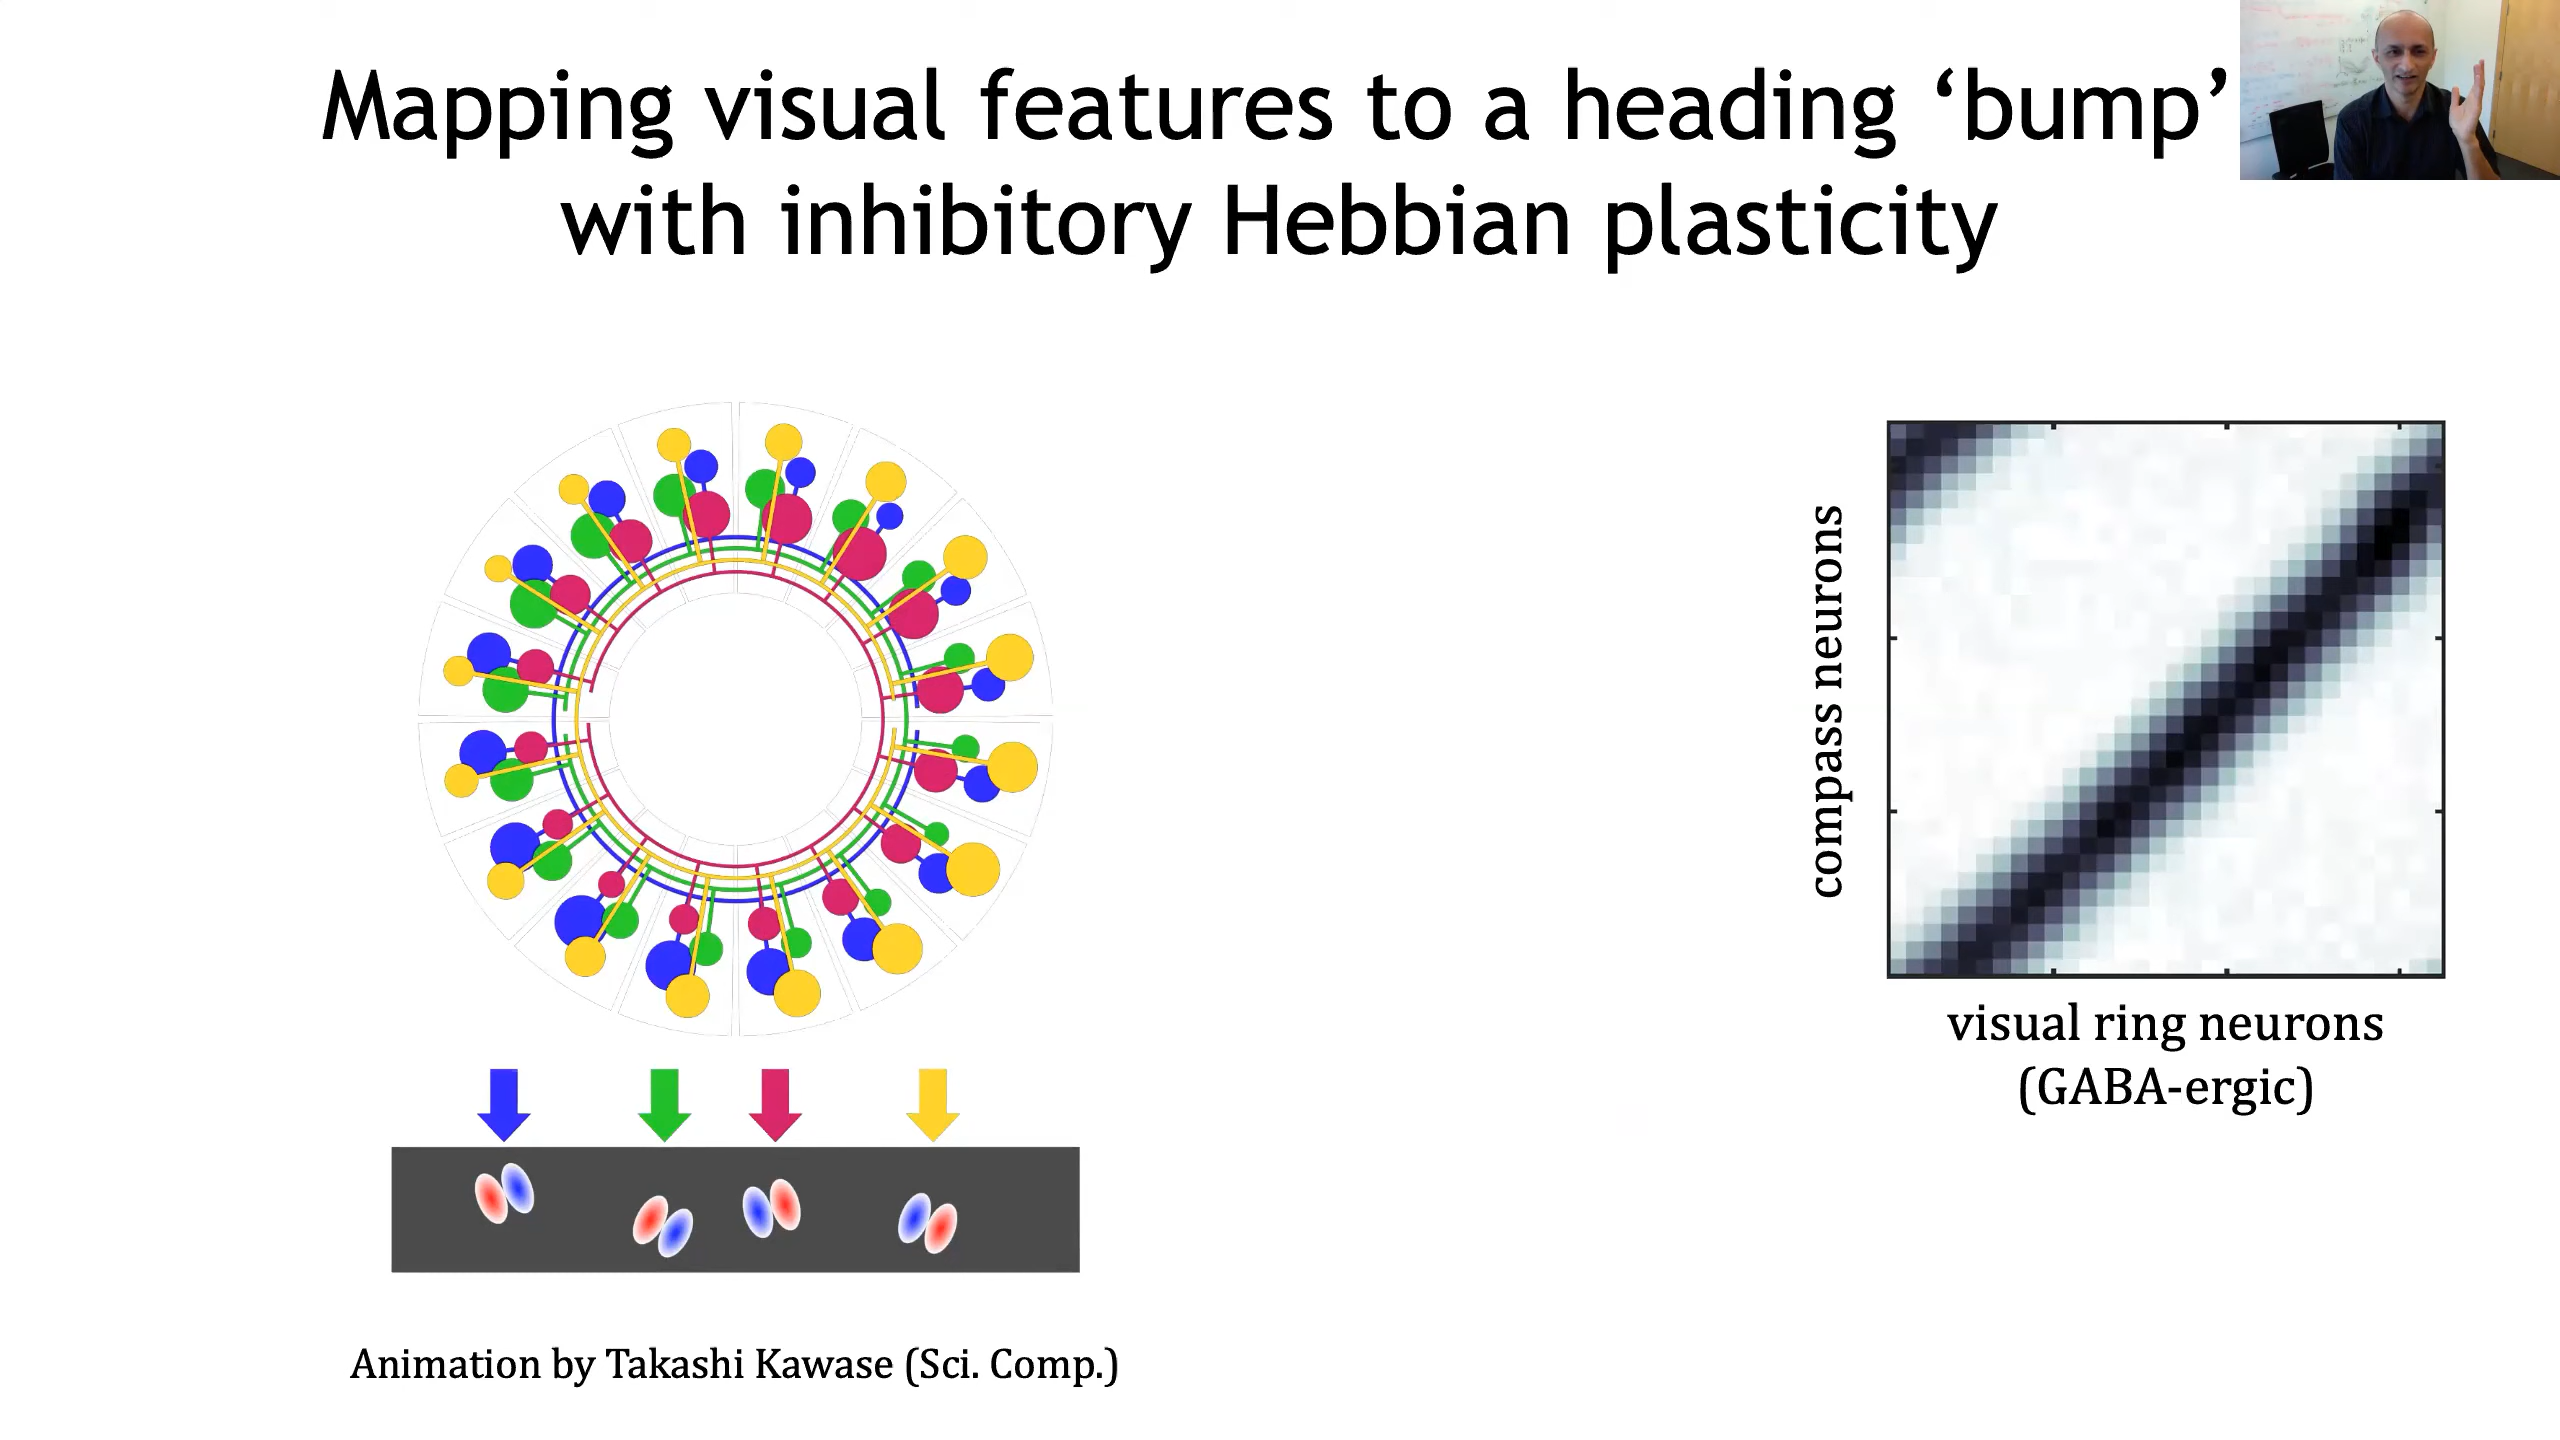 Mapping visual features to a heading ‘bump’
with inhibitory Hebbian plasticity
compass neurons
visual ring neurons
(GABA-ergic)
Animation by Takashi Kawase (Sci. Comp.)